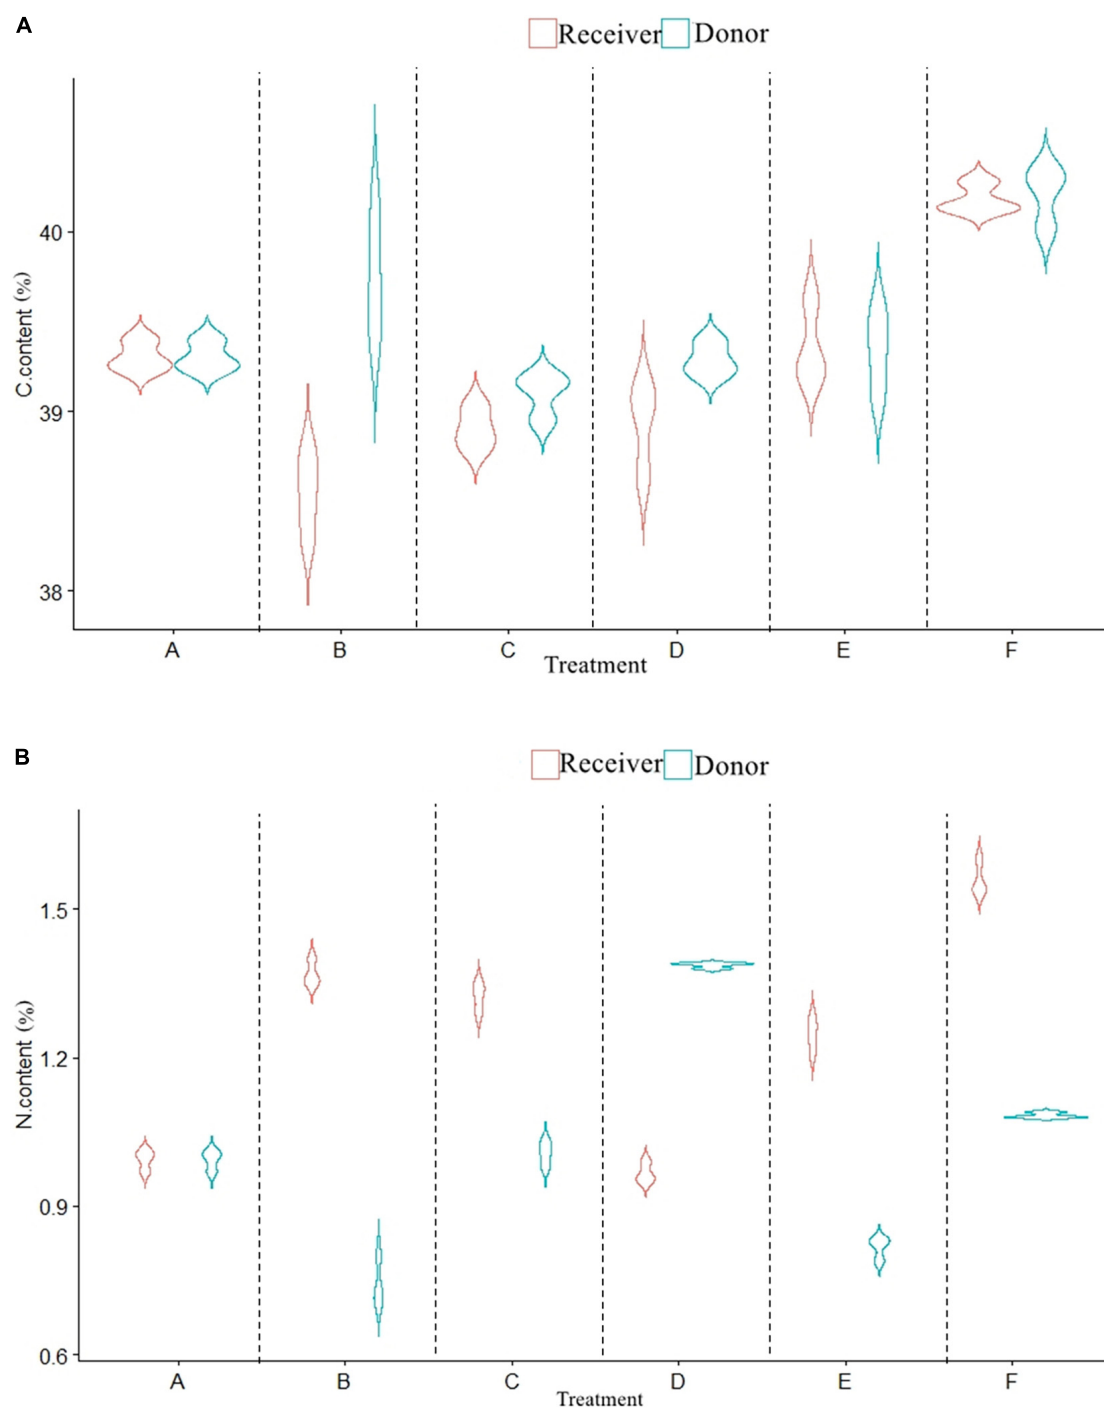 A
Receiver Donor
C.content (%)
40
39
38
A B C D E F
Treatment
B
Receiver Donor
N.content (%)
1.5
1.2
0.9
0.6
A B C D E F
Treatment